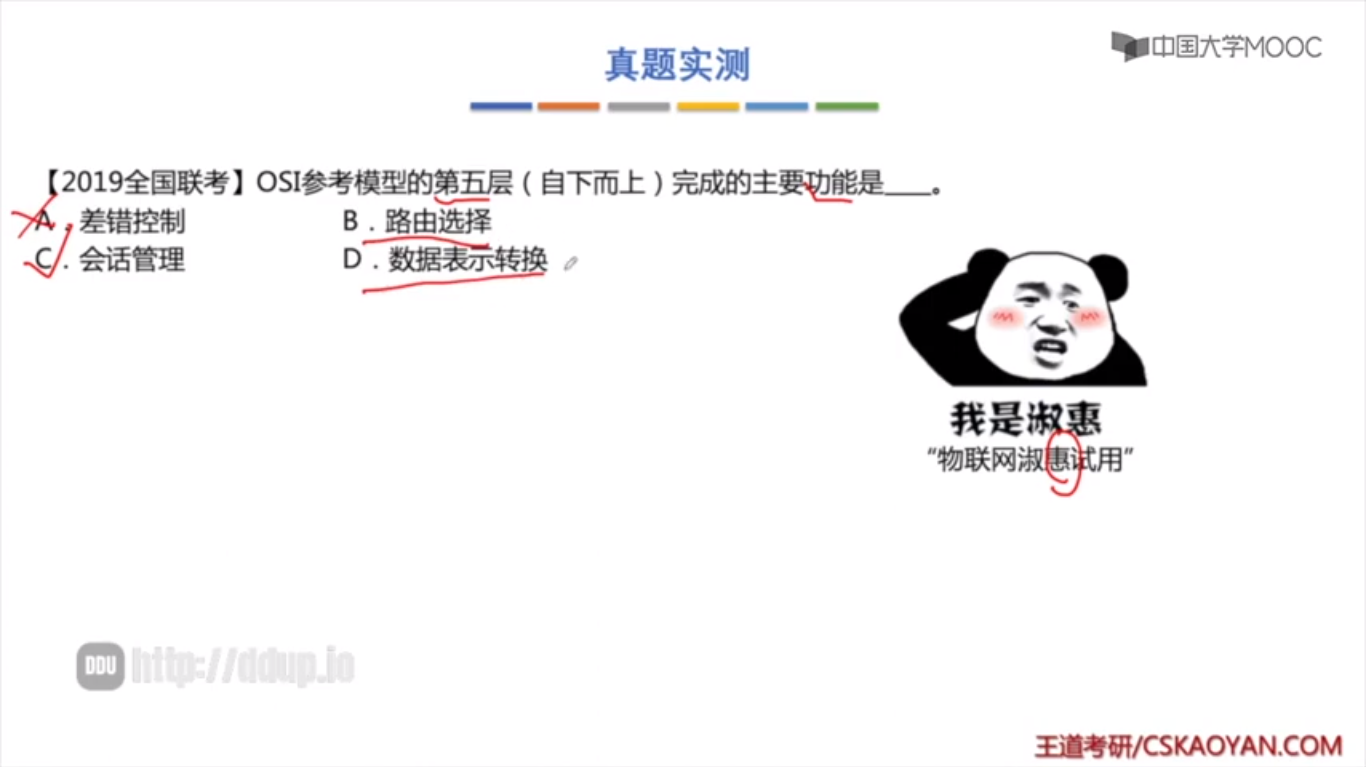 中国大学MOOC
真题实测
【2019全国联考】OSI参考模型的第五层（自下而上）完成的主要功能是____。
A．差错控制 B．路由选择
C．会话管理 D．数据表示转换
我是淑惠
“物联网淑惠试用”
DDU http://ddup.io
王道考研/CSKAOYAN.COM